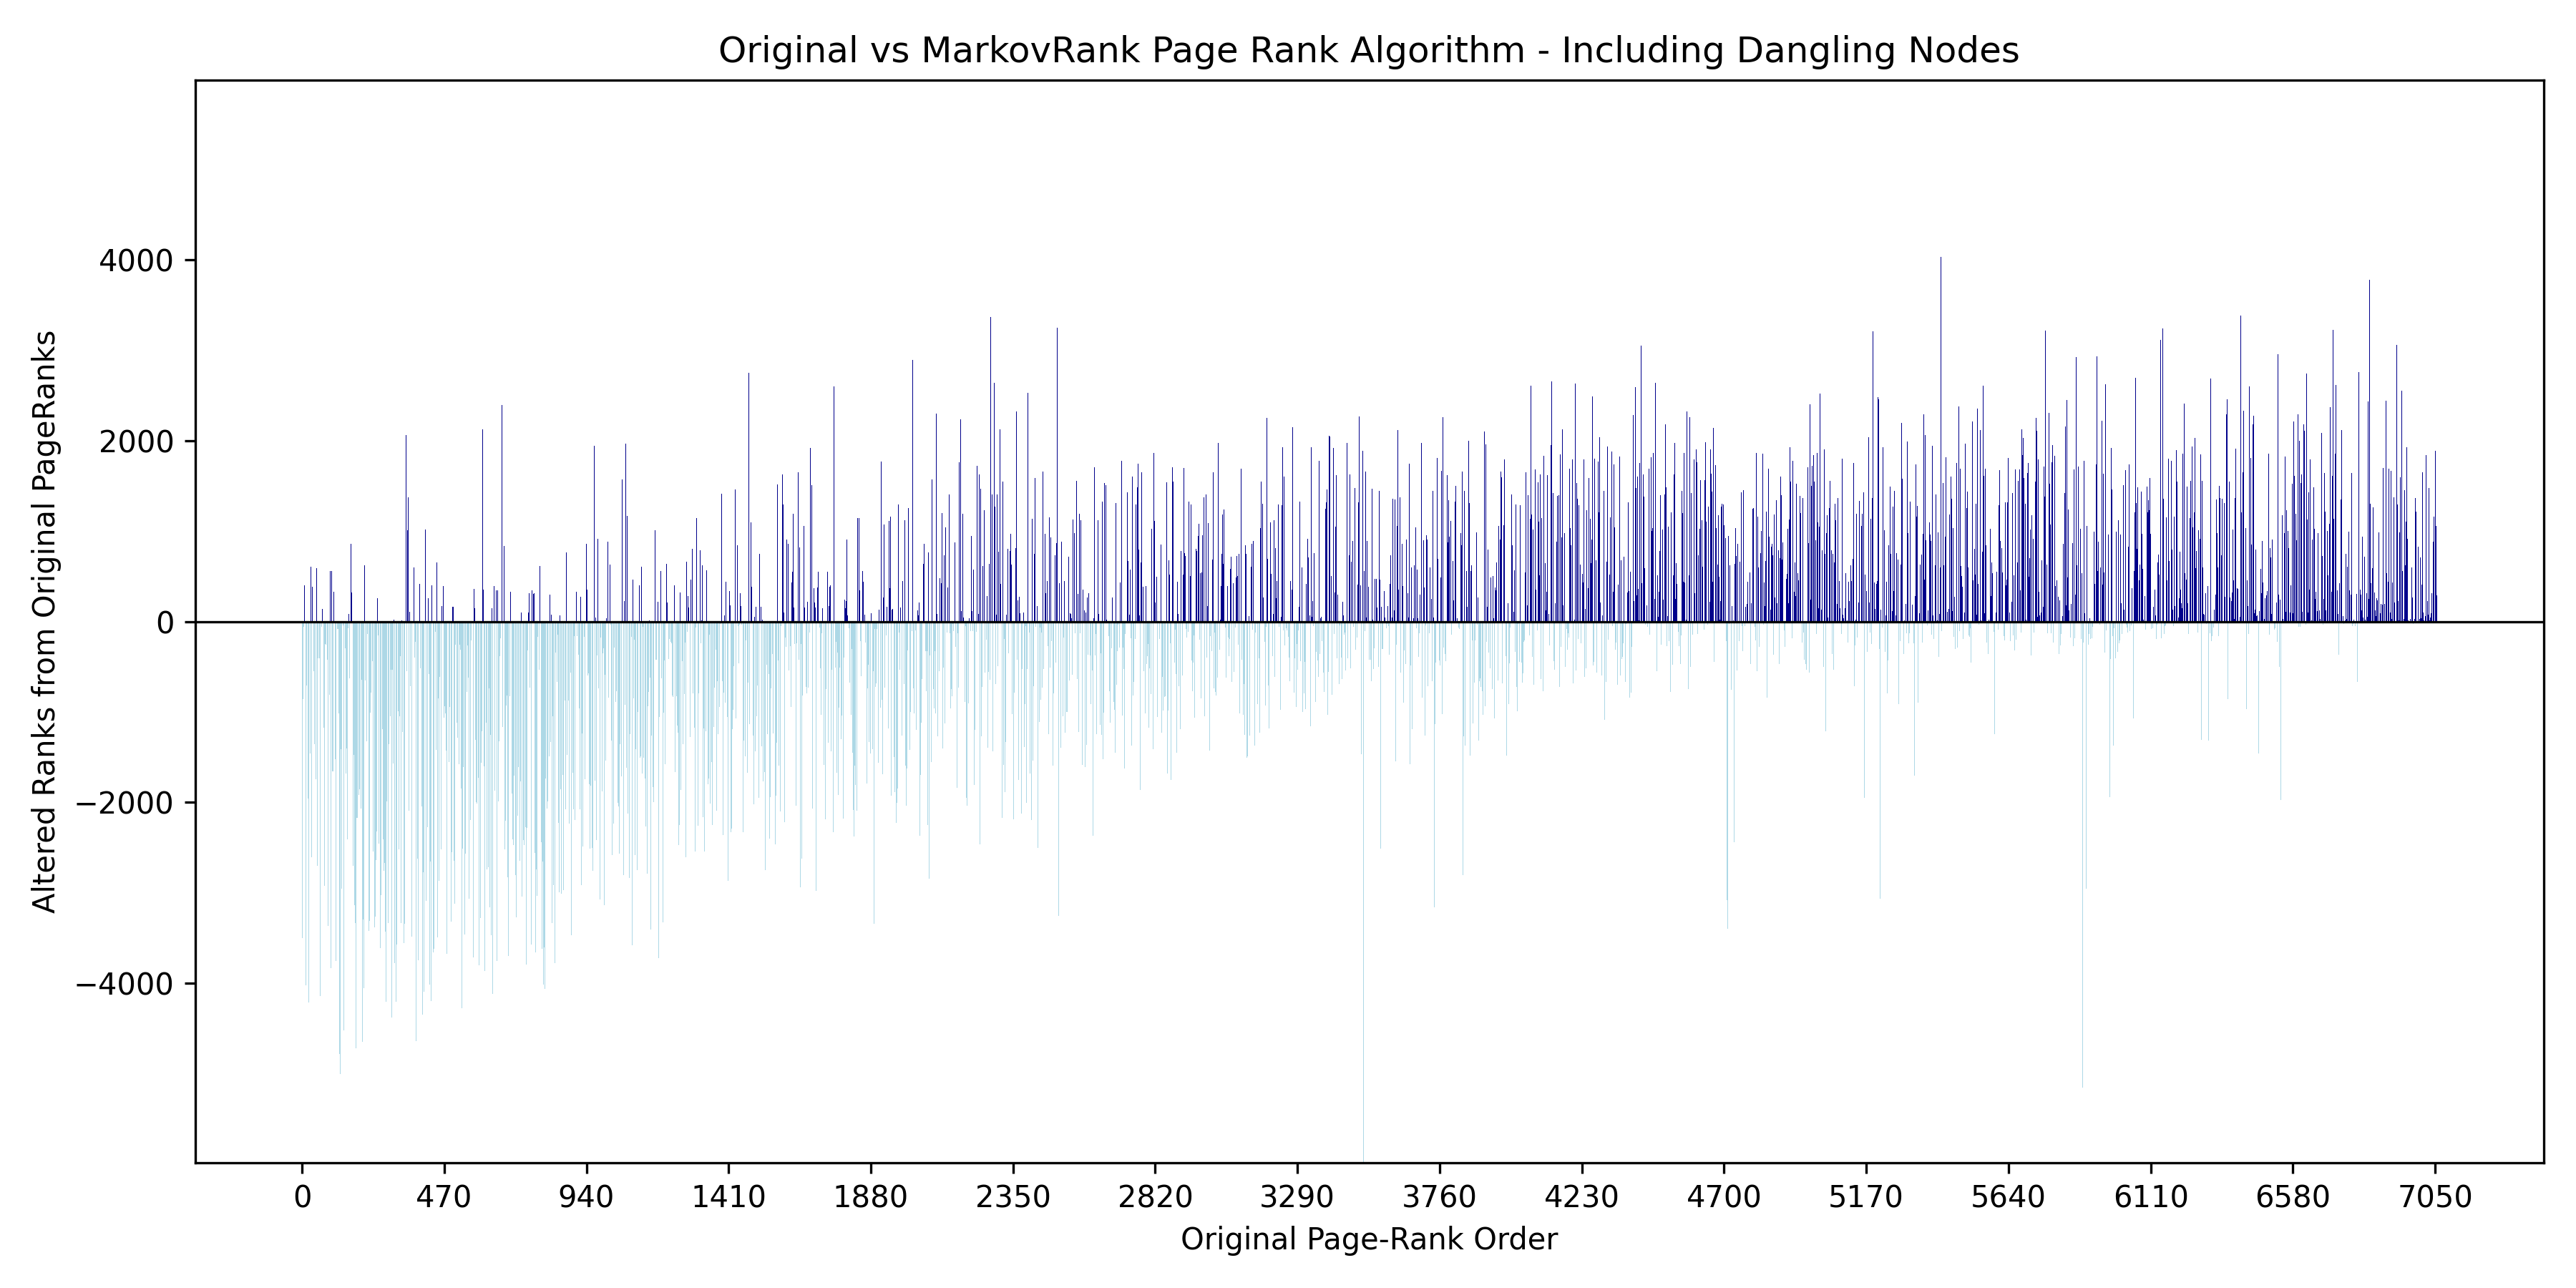 Original vs MarkovRank Page Rank Algorithm - Including Dangling Nodes
Altered Ranks from Original PageRanks
4000
2000
0
−2000
−4000
0 470 940 1410 1880 2350 2820 3290 3760 4230 4700 5170 5640 6110 6580 7050
Original Page-Rank Order